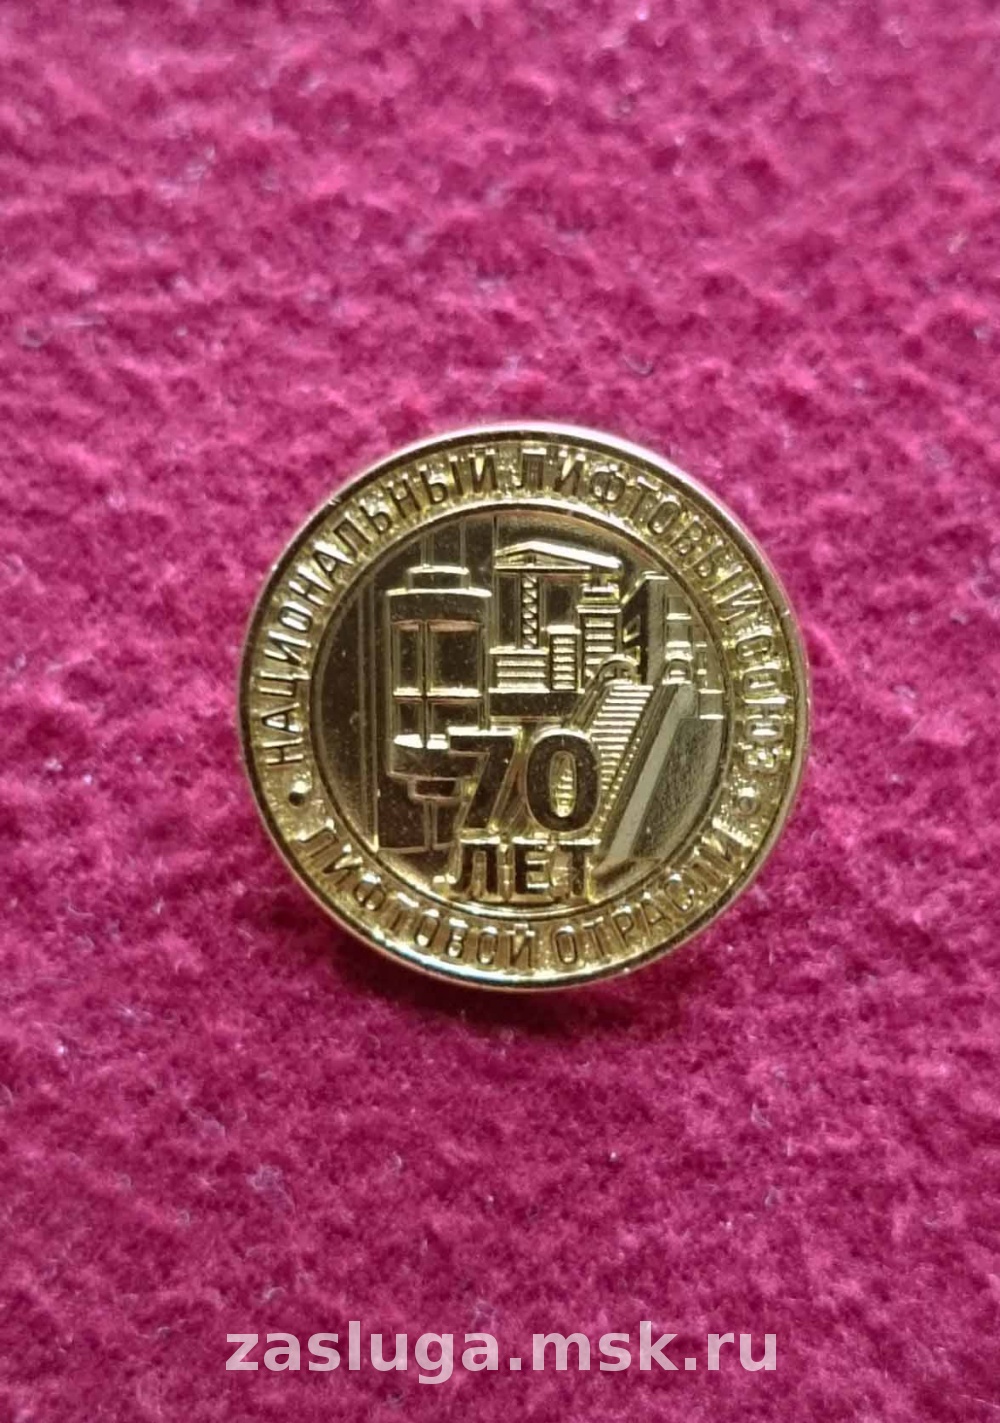 НАЦИОНАЛЬНЫЙ ЛИФТОВЫЙ СОЮЗ
70
ЛЕТ
ЛИФТОВОЙ ОТРАСЛИ
zasluga.msk.ru